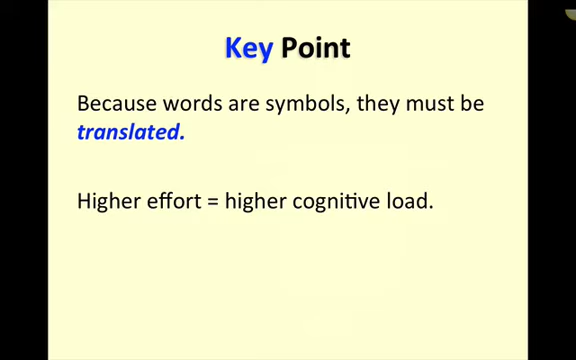 Key Point
Because words are symbols, they must be
translated.
Higher effort = higher cognitive load.